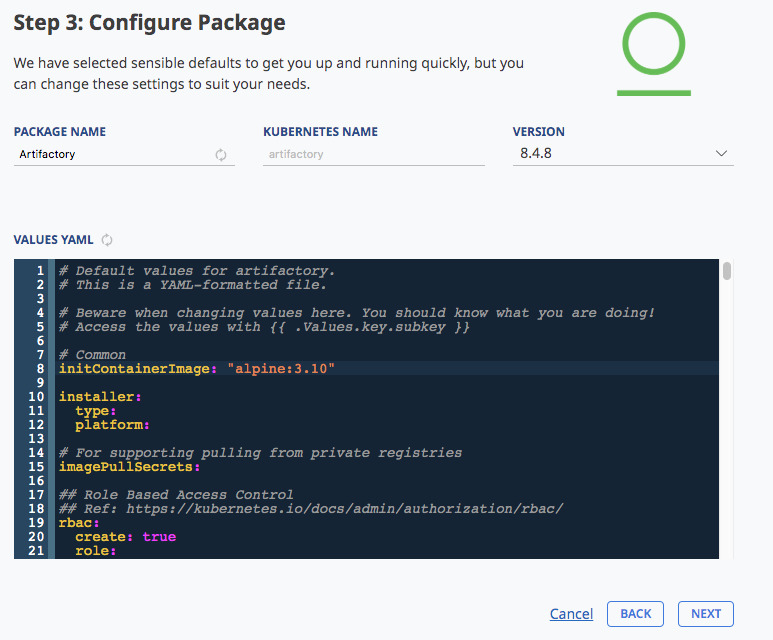 Step 3: Configure Package
We have selected sensible defaults to get you up and running quickly, but you
can change these settings to suit your needs.
PACKAGE NAME KUBERNETES NAME VERSION
Artifactory artifactory 8.4.8
VALUES YAML
1 # Default values for artifactory.
2 # This is a YAML-formatted file.
3
4 # Beware when changing values here. You should know what you are doing!
5 # Access the values with {{ .Values.key.subkey }}
6
7 # Common
8 initContainerImage: "alpine:3.10"
9
10 installer:
11   type:
12   platform:
13
14 # For supporting pulling from private registries
15 imagePullSecrets:
16
17 ## Role Based Access Control
18 ## Ref: https://kubernetes.io/docs/admin/authorization/rbac/
19 rbac:
20   create: true
21   role:
Cancel BACK NEXT